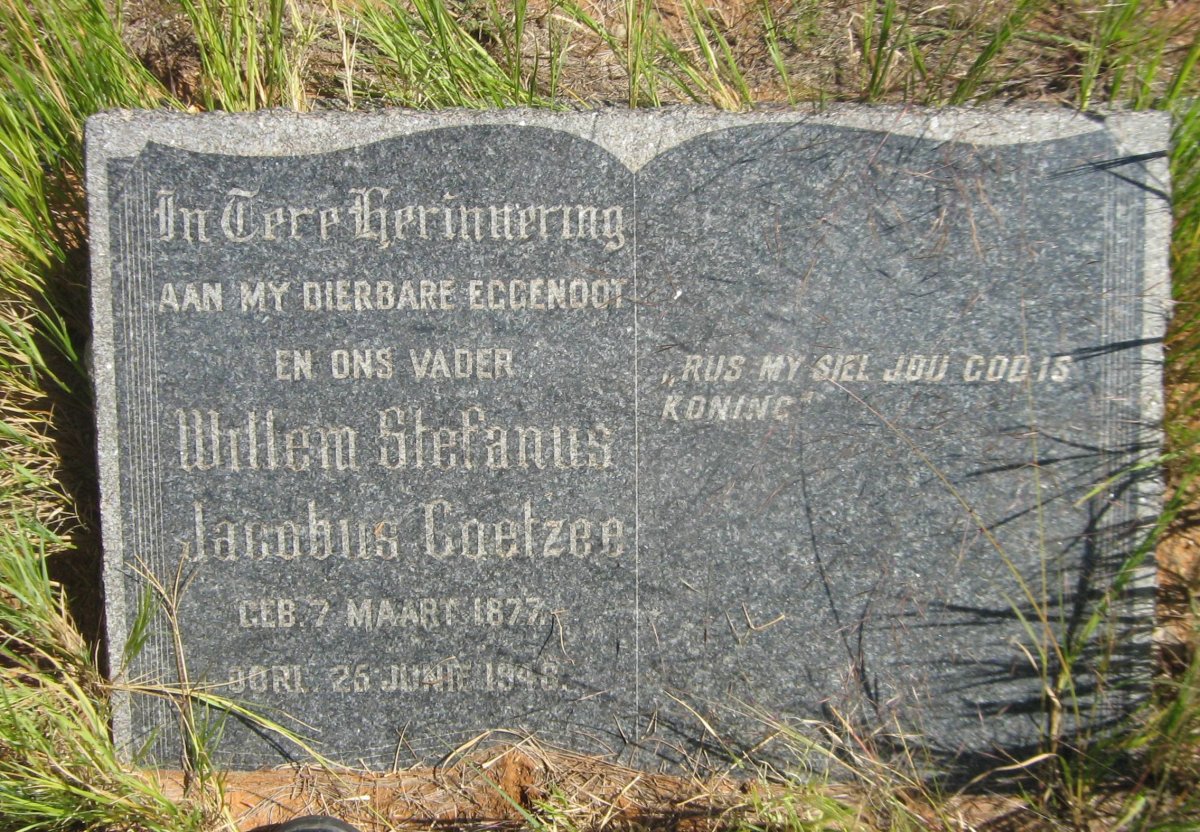 In Tere Herinnering
AAN MY DIERBARE EGGENOOT
EN ONS VADER
Willem Stefanus
Jacobus Coetzee
GEB. 7 MAART 1877.
OORL. 25 JUNIE 1948.
„RUS MY SIEL JOU GOD IS
KONING"